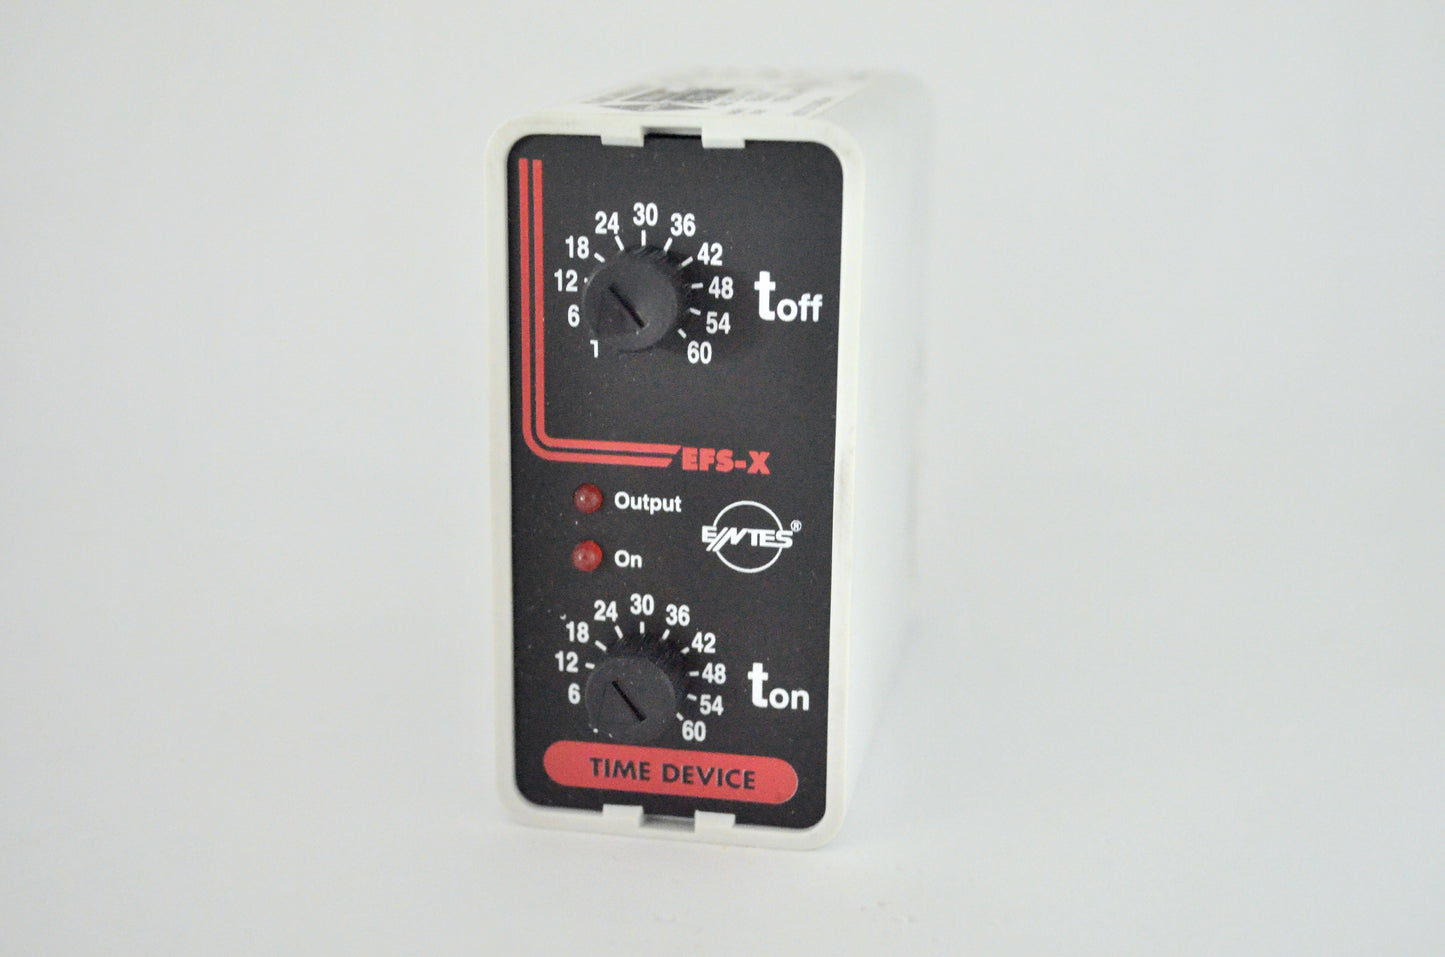 30
24 36
18 42
12 48
6 54
1 60
toff
EFS-X
Output
ENTES®
On
30
24 36
18 42
12 48
6 54
60
ton
TIME DEVICE